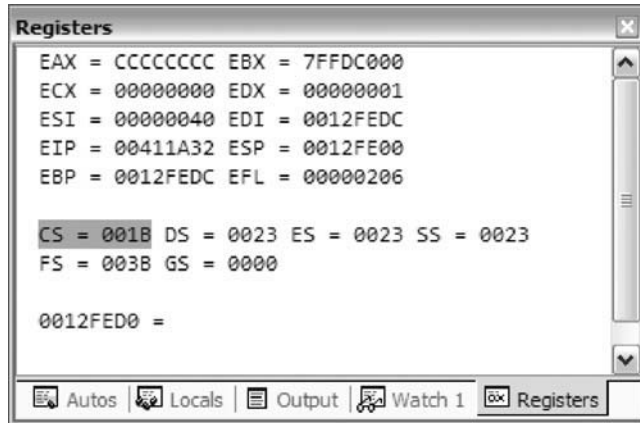 Registers
EAX = CCCCCCCC EBX = 7FFDC000
ECX = 00000000 EDX = 00000001
ESI = 00000040 EDI = 0012FEDC
EIP = 00411A32 ESP = 0012FE00
EBP = 0012FEDC EFL = 00000206
CS = 001B DS = 0023 ES = 0023 SS = 0023
FS = 003B GS = 0000
0012FED0 =
Autos Locals Output Watch 1 Registers